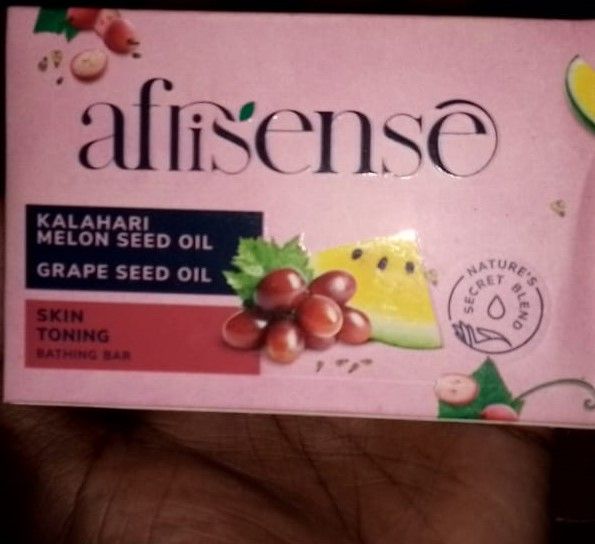 afrisense
KALAHARI
MELON SEED OIL
GRAPE SEED OIL
SKIN
TONING
BATHING BAR
NATURE'S
SECRET BLEND